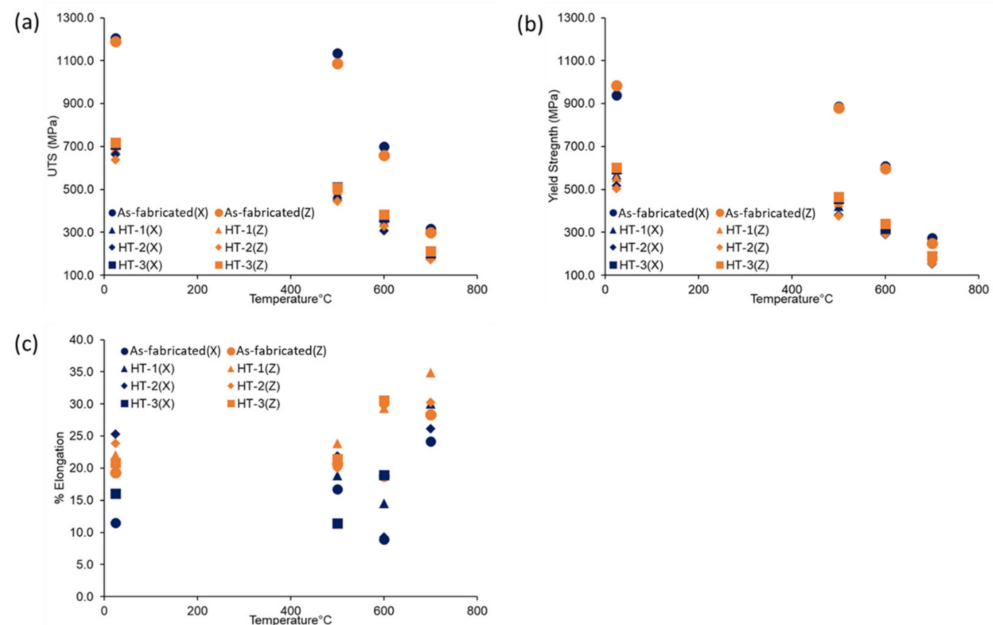 (a)
1300.0
1100.0
900.0
700.0
500.0
300.0
100.0
UTS (MPa)
As-fabricated(X) As-fabricated(Z)
HT-1(X) HT-1(Z)
HT-2(X) HT-2(Z)
HT-3(X) HT-3(Z)
0 200 400 600 800
Temperature°C
(b)
1300.0
1100.0
900.0
700.0
500.0
300.0
100.0
Yield Stregnth (MPa)
As-fabricated(X) As-fabricated(Z)
HT-1(X) HT-1(Z)
HT-2(X) HT-2(Z)
HT-3(X) HT-3(Z)
0 200 400 600 800
Temperature°C
(c)
40.0
35.0
30.0
25.0
20.0
15.0
10.0
5.0
0.0
% Elongation
As-fabricated(X) As-fabricated(Z)
HT-1(X) HT-1(Z)
HT-2(X) HT-2(Z)
HT-3(X) HT-3(Z)
0 200 400 600 800
Temperature°C